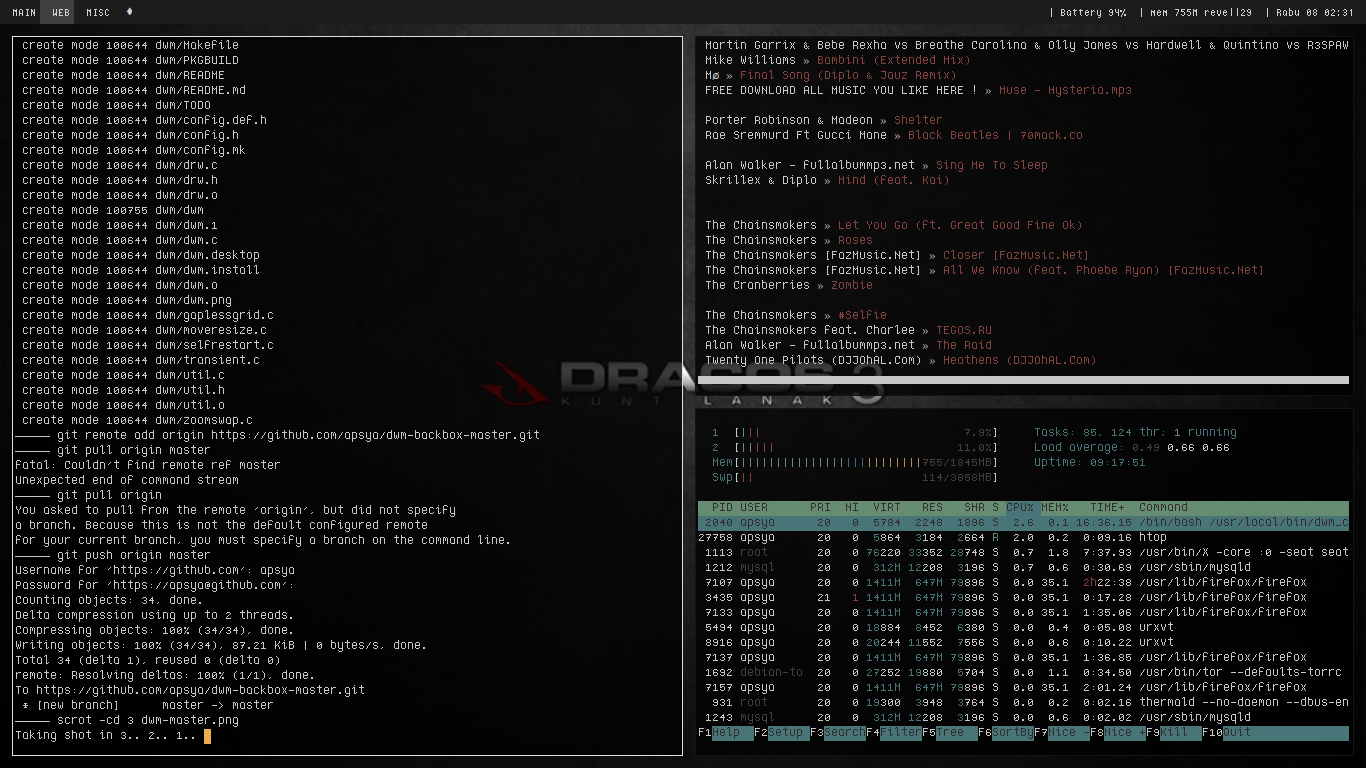 MAIN WEB MISC
| Battery 94% | mem 755M reve||29 | Rabu 08 02:31
create mode 100644 dwm/Makefile
create mode 100644 dwm/PKGBUILD
create mode 100644 dwm/README
create mode 100644 dwm/README.md
create mode 100644 dwm/TODO
create mode 100644 dwm/config.def.h
create mode 100644 dwm/config.h
create mode 100644 dwm/config.mk
create mode 100644 dwm/drw.c
create mode 100644 dwm/drw.h
create mode 100644 dwm/drw.o
create mode 100755 dwm/dwm
create mode 100644 dwm/dwm.1
create mode 100644 dwm/dwm.c
create mode 100644 dwm/dwm.desktop
create mode 100644 dwm/dwm.install
create mode 100644 dwm/dwm.o
create mode 100644 dwm/dwm.png
create mode 100644 dwm/gaplessgrid.c
create mode 100644 dwm/moveresize.c
create mode 100644 dwm/selfrestart.c
create mode 100644 dwm/transient.c
create mode 100644 dwm/util.c
create mode 100644 dwm/util.h
create mode 100644 dwm/util.o
create mode 100644 dwm/zoomswap.c
───── git remote add origin https://github.com/apsya/dwm-backbox-master.git
───── git pull origin master
fatal: Couldn't find remote ref master
Unexpected end of command stream
───── git pull origin
You asked to pull from the remote 'origin', but did not specify
a branch. Because this is not the default configured remote
for your current branch, you must specify a branch on the command line.
───── git push origin master
Username for 'https://github.com': apsya
Password for 'https://apsya@github.com':
Counting objects: 34, done.
Delta compression using up to 2 threads.
Compressing objects: 100% (34/34), done.
Writing objects: 100% (34/34), 87.21 KiB | 0 bytes/s, done.
Total 34 (delta 1), reused 0 (delta 0)
remote: Resolving deltas: 100% (1/1), done.
To https://github.com/apsya/dwm-backbox-master.git
* [new branch] master -> master
───── scrot -cd 3 dwm-master.png
Taking shot in 3.. 2.. 1..
Martin Garrix & Bebe Rexha vs Breathe Carolina & Olly James vs Hardwell & Quintino vs R3SPAW
Mike Williams » Bambini (Extended Mix)
Mø » Final Song (Diplo & Jauz Remix)
FREE DOWNLOAD ALL MUSIC YOU LIKE HERE ! » Muse - Hysteria.mp3
Porter Robinson & Madeon » Shelter
Rae Sremmurd Ft Gucci Mane » Black Beatles | 70mack.co
Alan Walker - fullalbummp3.net » Sing Me To Sleep
Skrillex & Diplo » Mind (feat. Kai)
The Chainsmokers » Let You Go (ft. Great Good Fine Ok)
The Chainsmokers » Roses
The Chainsmokers [FazMusic.Net] » Closer [FazMusic.Net]
The Chainsmokers [FazMusic.Net] » All We Know (Feat. Phoebe Ryan) [FazMusic.Net]
The Cranberries » Zombie
The Chainsmokers » #Selfie
The Chainsmokers feat. Charlee » TEGOS.RU
Alan Walker - fullalbummp3.net » The Raid
Twenty One Pilots (DJJOhAL.Com) » Heathens (DJJOhAL.Com)
DRACOS 3
KUNTILANAK
1 [||| 7.9%] Tasks: 85, 124 thr; 1 running
2 [||||| 11.0%] Load average: 0.49 0.66 0.66
Mem[||||||||||||||||||||||||||755/1845MB] Uptime: 09:17:51
Swp[|| 114/3858MB]
PID USER PRI NI VIRT RES SHR S CPU% MEM% TIME+ Command
2040 apsya 20 0 5784 2248 1896 S 2.6 0.1 16:36.15 /bin/bash /usr/local/bin/dwm_c
27758 apsya 20 0 5864 3184 2664 R 2.0 0.2 0:09.19 htop
1113 root 20 0 76220 33352 28748 S 0.7 1.8 7:37.93 /usr/bin/X -core :0 -seat seat
1212 mysql 20 0 312M 12208 3196 S 0.7 0.6 0:30.69 /usr/sbin/mysqld
7107 apsya 20 0 1411M 647M 79896 S 0.0 35.1 2h22:38 /usr/lib/firefox/firefox
3435 apsya 21 1 1411M 647M 79896 S 0.0 35.1 0:17.28 /usr/lib/firefox/firefox
7133 apsya 20 0 1411M 647M 79896 S 0.0 35.1 1:35.06 /usr/lib/firefox/firefox
5494 apsya 20 0 18884 8452 6380 S 0.0 0.4 0:05.08 urxvt
8916 apsya 20 0 20244 11552 7556 S 0.0 0.6 0:10.22 urxvt
7137 apsya 20 0 1411M 647M 79896 S 0.0 35.1 1:36.85 /usr/lib/firefox/firefox
1692 debian-to 20 0 27252 19880 5704 S 0.0 1.1 0:34.50 /usr/bin/tor --defaults-torrc
7157 apsya 20 0 1411M 647M 79896 S 0.0 35.1 2:01.24 /usr/lib/firefox/firefox
931 root 20 0 19300 3948 3764 S 0.0 0.2 0:02.16 thermald --no-daemon --dbus-en
1243 mysql 20 0 312M 12208 3196 S 0.0 0.6 0:02.02 /usr/sbin/mysqld
F1Help F2Setup F3SearchF4FilterF5Tree F6SortByF7Nice -F8Nice +F9Kill F10Quit